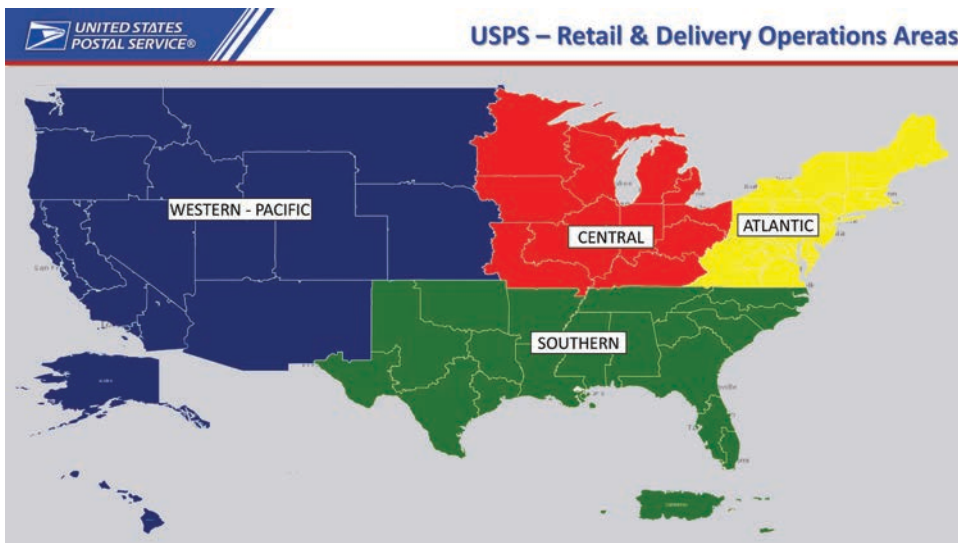 UNITED STATES
POSTAL SERVICE®
USPS – Retail & Delivery Operations Areas
WESTERN - PACIFIC
CENTRAL
ATLANTIC
SOUTHERN